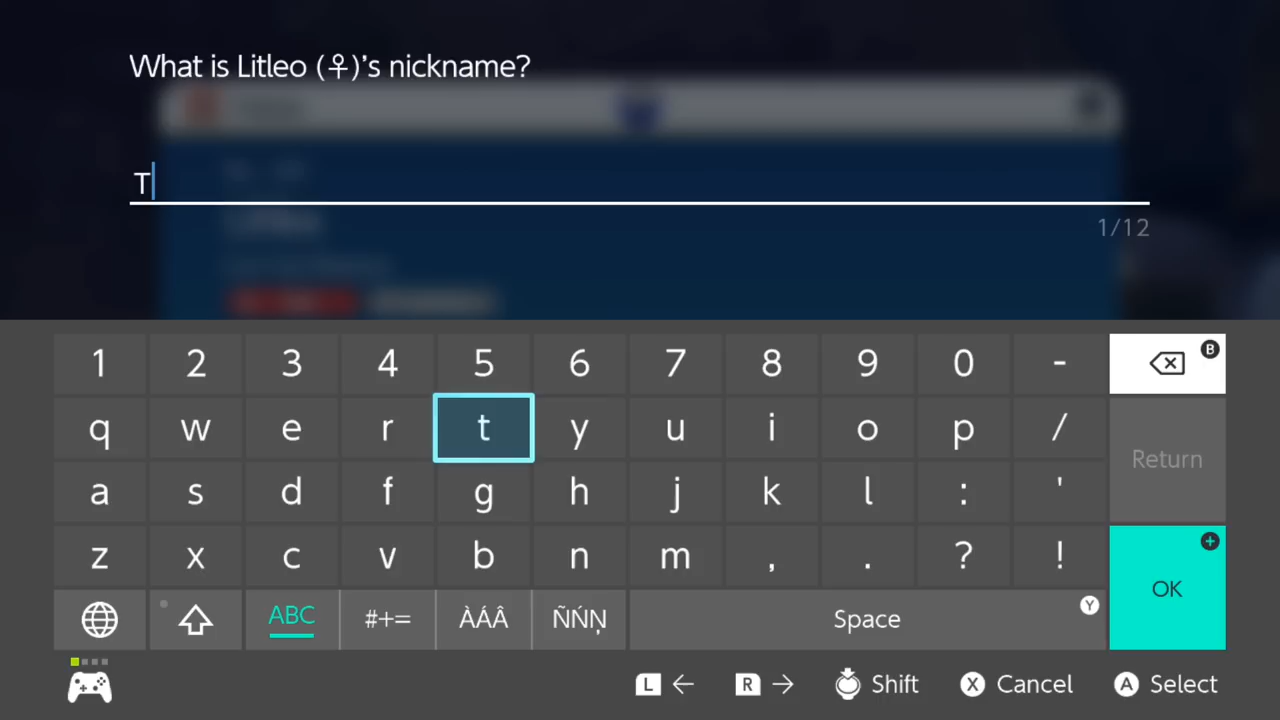 What is Litleo (♀)'s nickname?
T
1/12
1 2 3 4 5 6 7 8 9 0 - B
q w e r t y u i o p / Return
a s d f g h j k l : '
z x c v b n m , . ? ! + OK
ABC #+= ÀÁÂ ÑŃŅ Space Y
L ← R → Shift X Cancel A Select